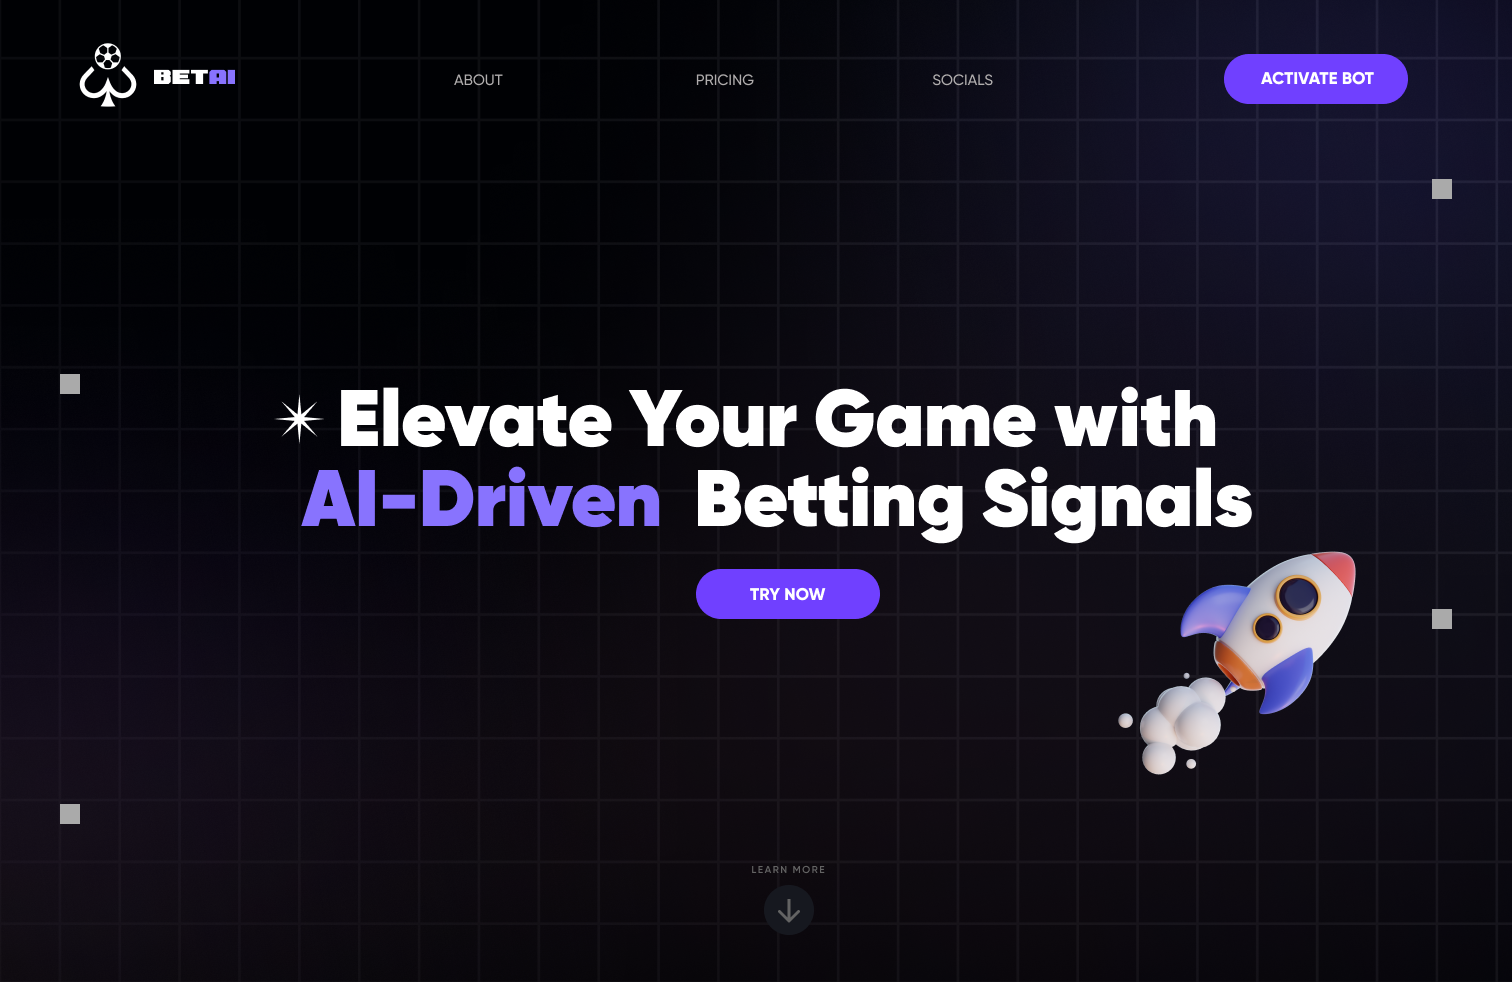 BETAI
ABOUT
PRICING
SOCIALS
ACTIVATE BOT
Elevate Your Game with
AI-Driven Betting Signals
TRY NOW
LEARN MORE